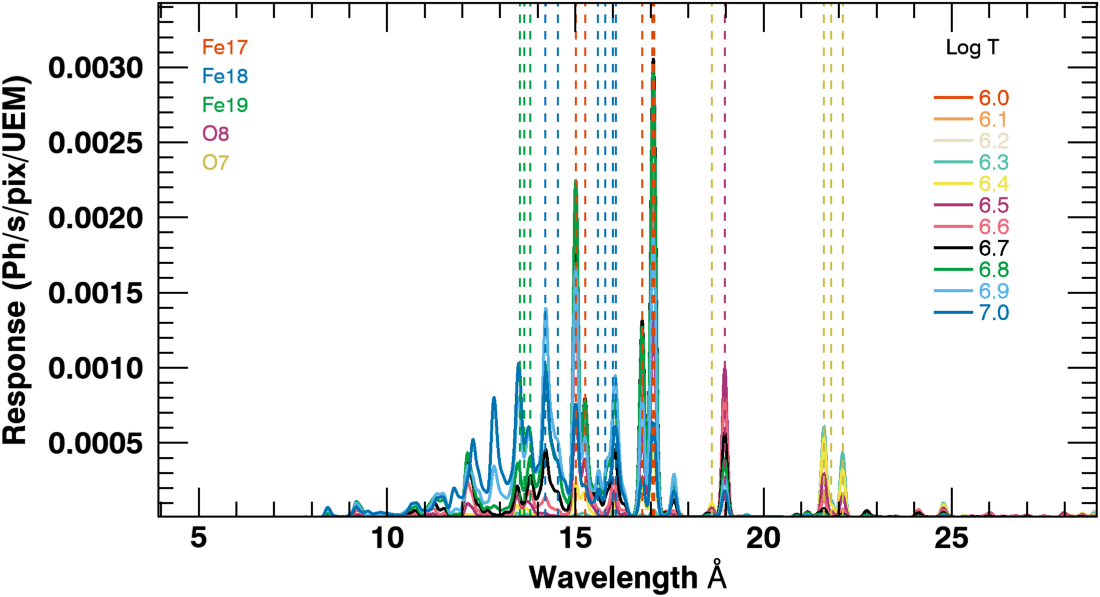 Fe17
Fe18
Fe19
O8
O7
Log T
6.0
6.1
6.2
6.3
6.4
6.5
6.6
6.7
6.8
6.9
7.0
0.0030
0.0025
0.0020
0.0015
0.0010
0.0005
Response (Ph/s/pix/UEM)
5 10 15 20 25
Wavelength Å